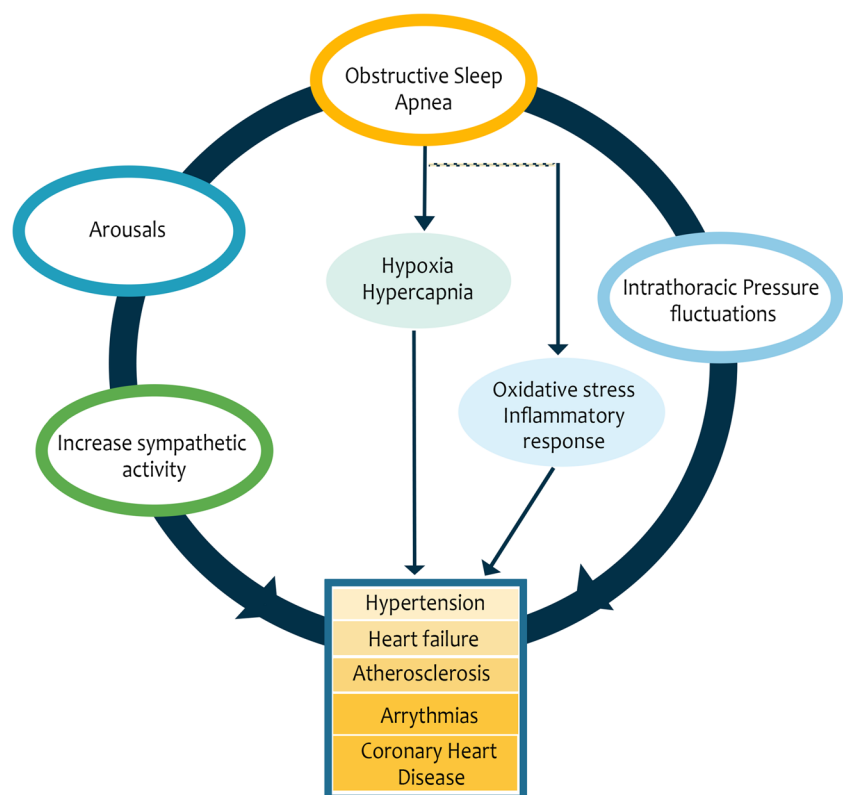 Obstructive Sleep
Apnea
Arousals
Hypoxia
Hypercapnia
Intrathoracic Pressure
fluctuations
Oxidative stress
Inflammatory
response
Increase sympathetic
activity
Hypertension
Heart failure
Atherosclerosis
Arrythmias
Coronary Heart
Disease